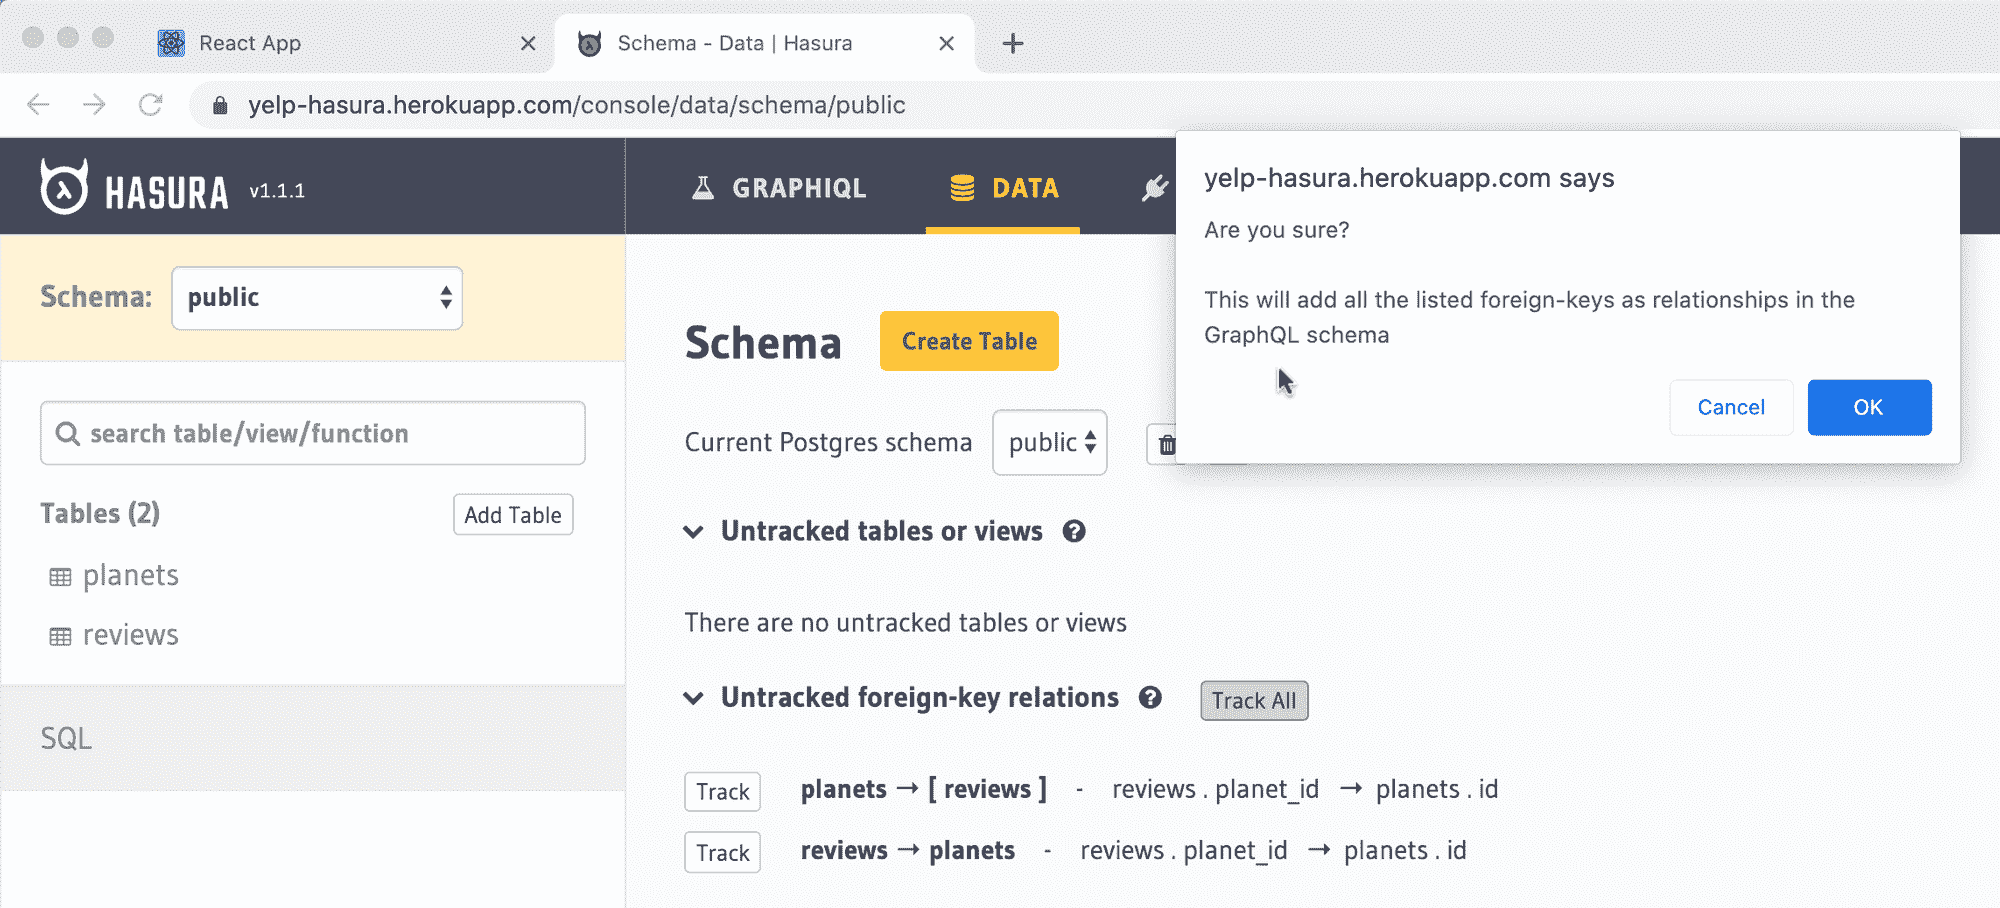 React App
Schema - Data | Hasura
yelp-hasura.herokuapp.com/console/data/schema/public
HASURA v1.1.1
GRAPHIQL
DATA
yelp-hasura.herokuapp.com says
Are you sure?
This will add all the listed foreign-keys as relationships in the
GraphQL schema
Cancel
OK
Schema: public
search table/view/function
Tables (2)
Add Table
planets
reviews
SQL
Schema
Create Table
Current Postgres schema public
Untracked tables or views
There are no untracked tables or views
Untracked foreign-key relations
Track All
Track planets → [ reviews ] - reviews . planet_id → planets . id
Track reviews → planets - reviews . planet_id → planets . id